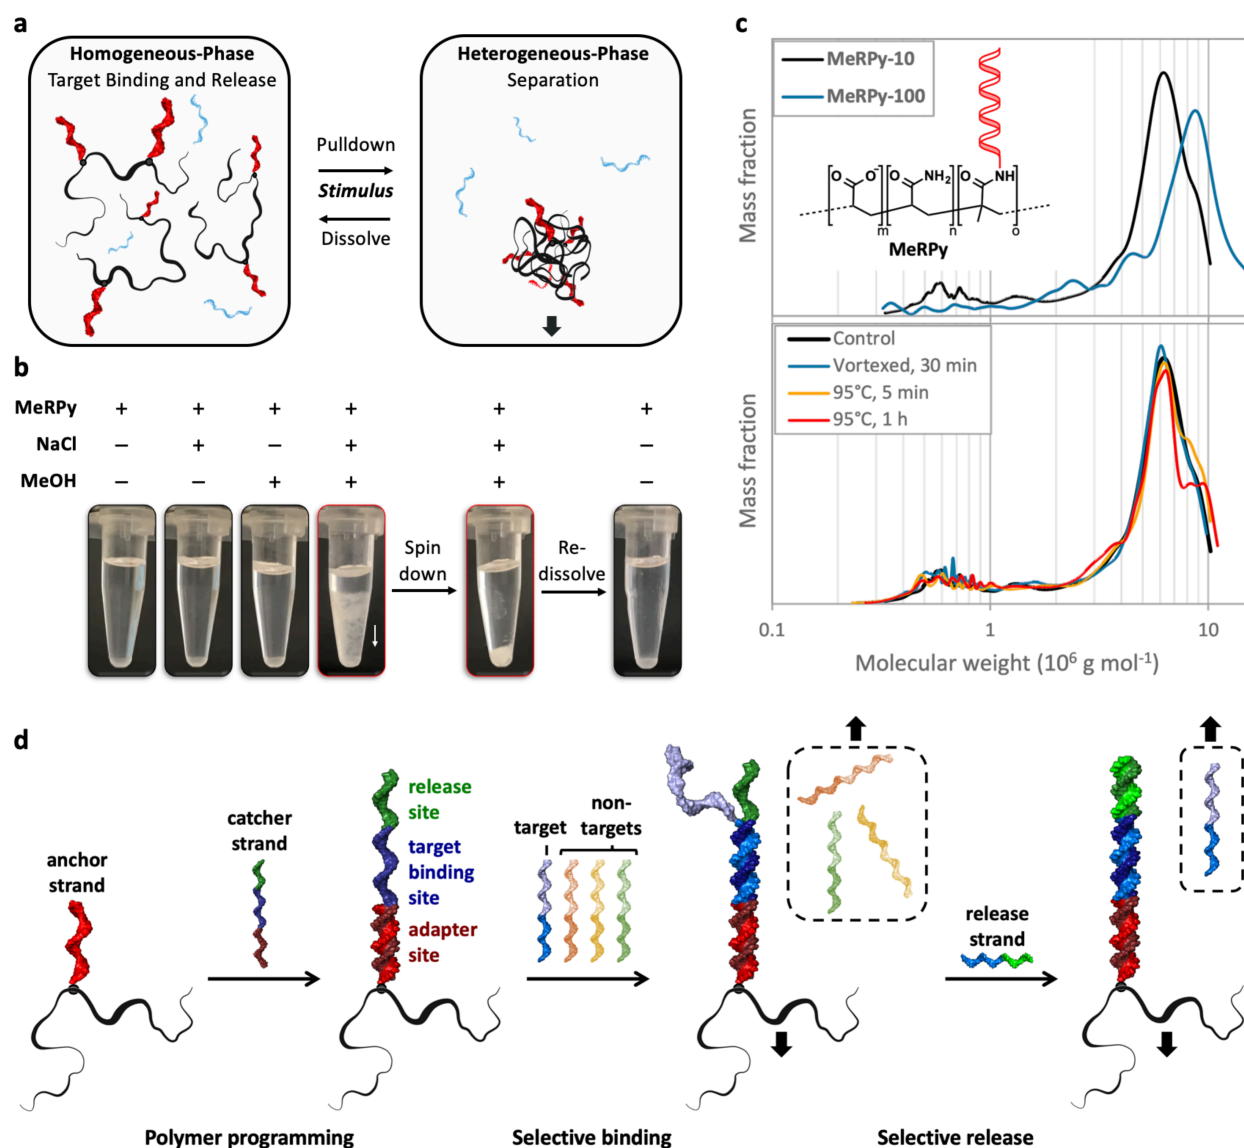 a
Homogeneous-Phase
Target Binding and Release
Pulldown
Stimulus
Dissolve
Heterogeneous-Phase
Separation
b
MeRPy + + + + + +
NaCl − + − + + −
MeOH − − + + + −
Spin
down
Re-
dissolve
c
MeRPy-10
MeRPy-100
Mass fraction
O O⁻ O NH₂ O NH
m n o
MeRPy
Control
Vortexed, 30 min
95°C, 5 min
95°C, 1 h
Mass fraction
0.1 1 10
Molecular weight (10⁶ g mol⁻¹)
d
anchor
strand
catcher
strand
release
site
target
binding
site
adapter
site
target
non-
targets
release
strand
Polymer programming
Selective binding
Selective release